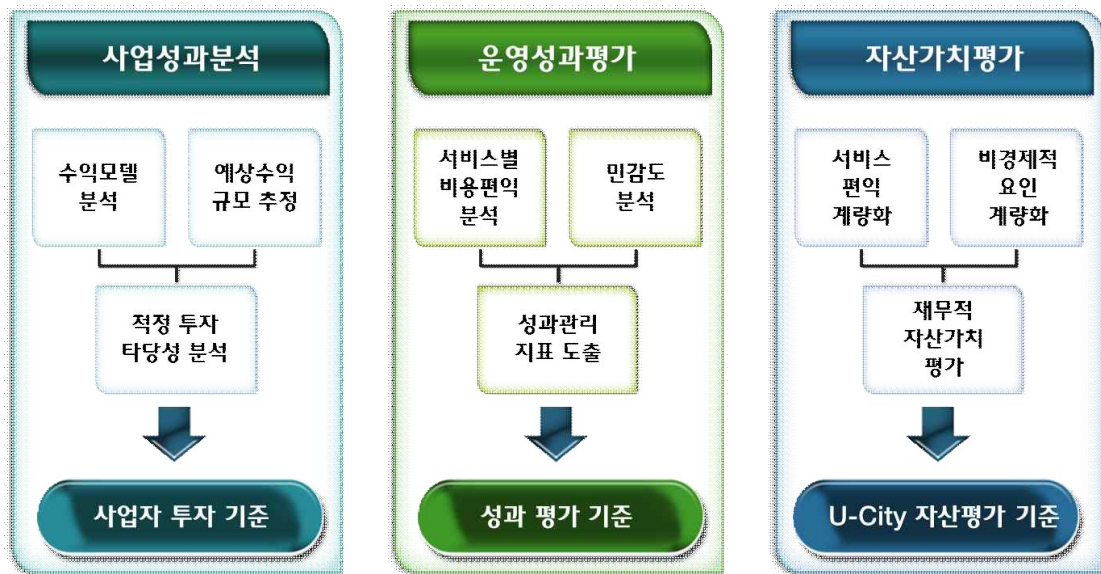 사업성과분석
수익모델
분석
예상수익
규모 추정
적정 투자
타당성 분석
사업자 투자 기준
운영성과평가
서비스별
비용편익
분석
민감도
분석
성과관리
지표 도출
성과 평가 기준
자산가치평가
서비스
편익
계량화
비경제적
요인
계량화
재무적
자산가치
평가
U-City 자산평가 기준